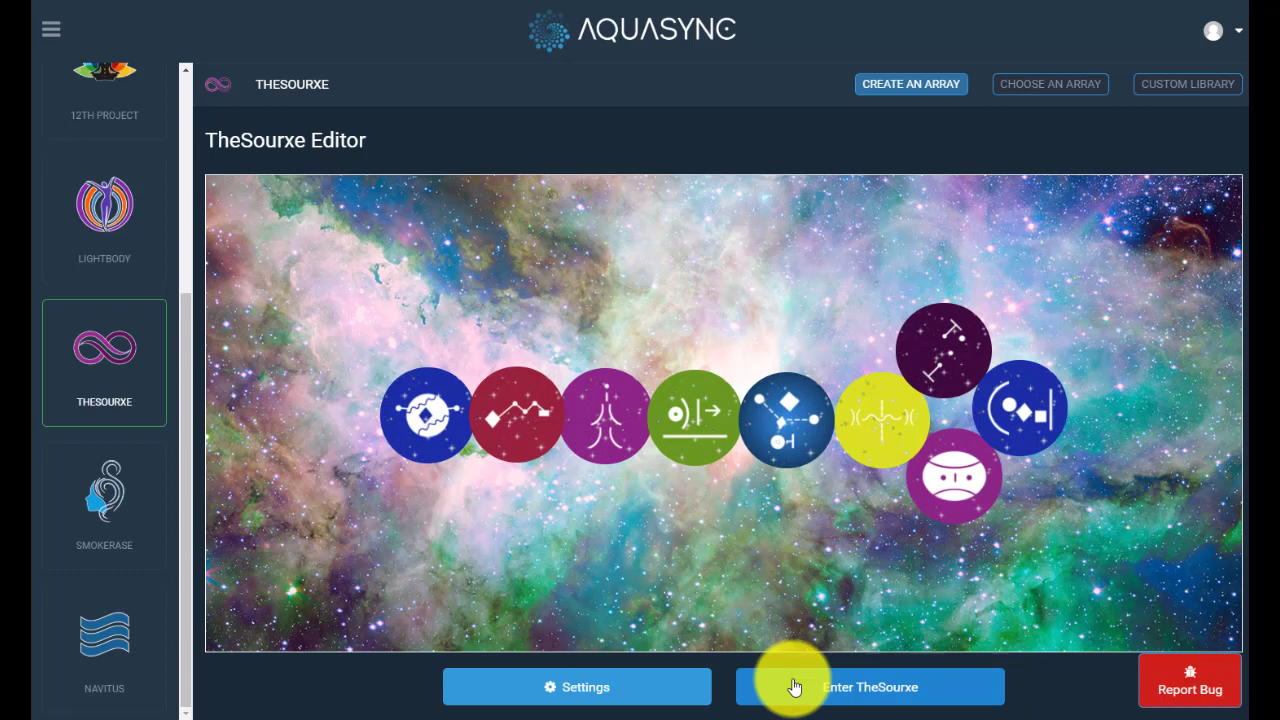 AQUASYNC
12TH PROJECT
LIGHTBODY
THESOURXE
SMOKERASE
NAVITUS
THESOURXE
CREATE AN ARRAY
CHOOSE AN ARRAY
CUSTOM LIBRARY
TheSourxe Editor
Settings
Enter TheSourxe
Report Bug